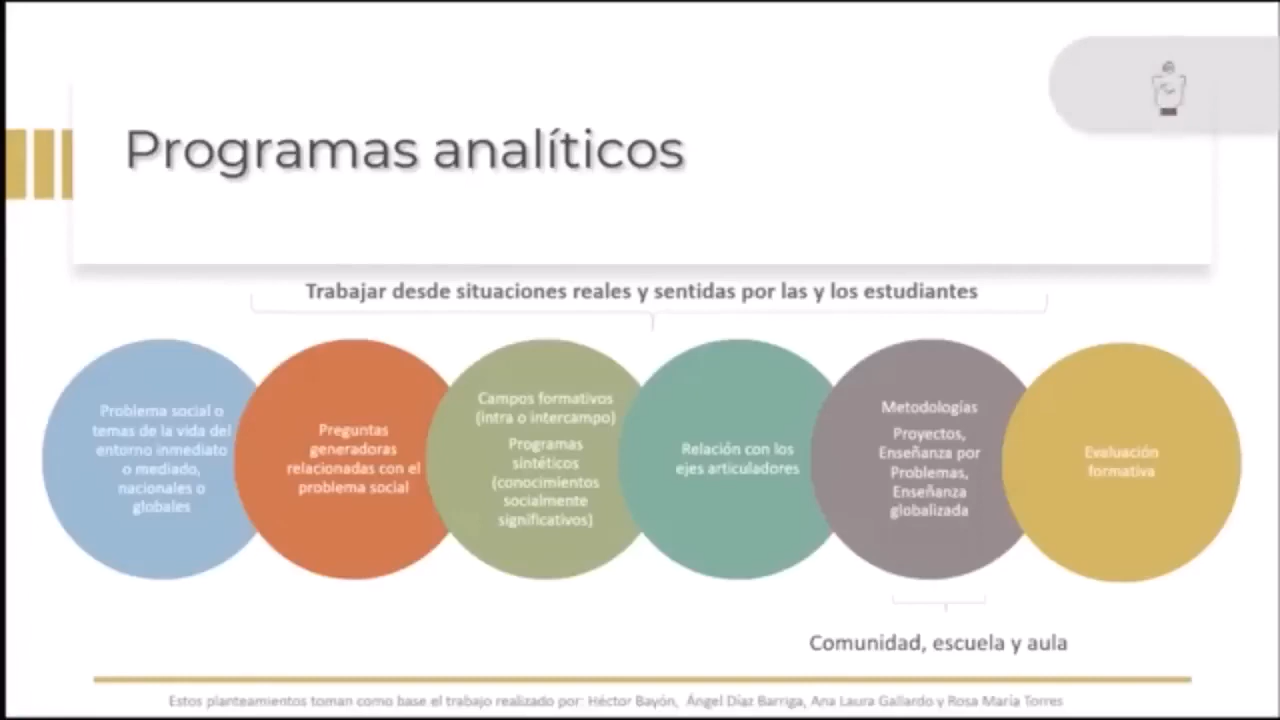 Programas analíticos
Trabajar desde situaciones reales y sentidas por las y los estudiantes
Problema social o
temas de la vida del
entorno inmediato
o mediado,
nacionales o
globales
Preguntas
generadoras
relacionadas con el
problema social
Campos formativos
(intra o intercampo)
Programas
sintéticos
(conocimientos
socialmente
significativos)
Relación con los
ejes articuladores
Metodologías
Proyectos,
Enseñanza por
Problemas,
Enseñanza
globalizada
Evaluación
formativa
Comunidad, escuela y aula
Estos planteamientos toman como base el trabajo realizado por: Héctor Bayón, Ángel Díaz Barriga, Ana Laura Gallardo y Rosa María Torres